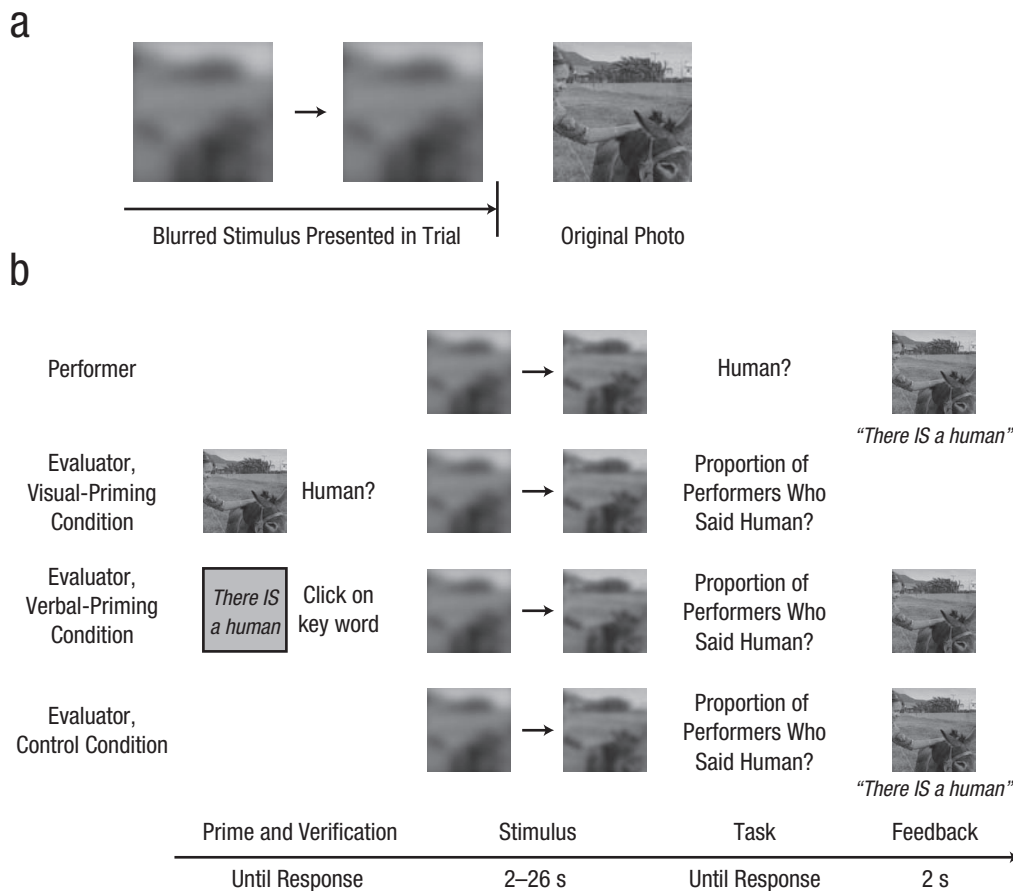 a
Blurred Stimulus Presented in Trial
Original Photo
b
Performer
Human?
“There IS a human”
Evaluator,
Visual-Priming
Condition
Human?
Proportion of
Performers Who
Said Human?
Evaluator,
Verbal-Priming
Condition
There IS
a human
Click on
key word
Proportion of
Performers Who
Said Human?
Evaluator,
Control Condition
Proportion of
Performers Who
Said Human?
“There IS a human”
Prime and Verification
Stimulus
Task
Feedback
Until Response
2–26 s
Until Response
2 s